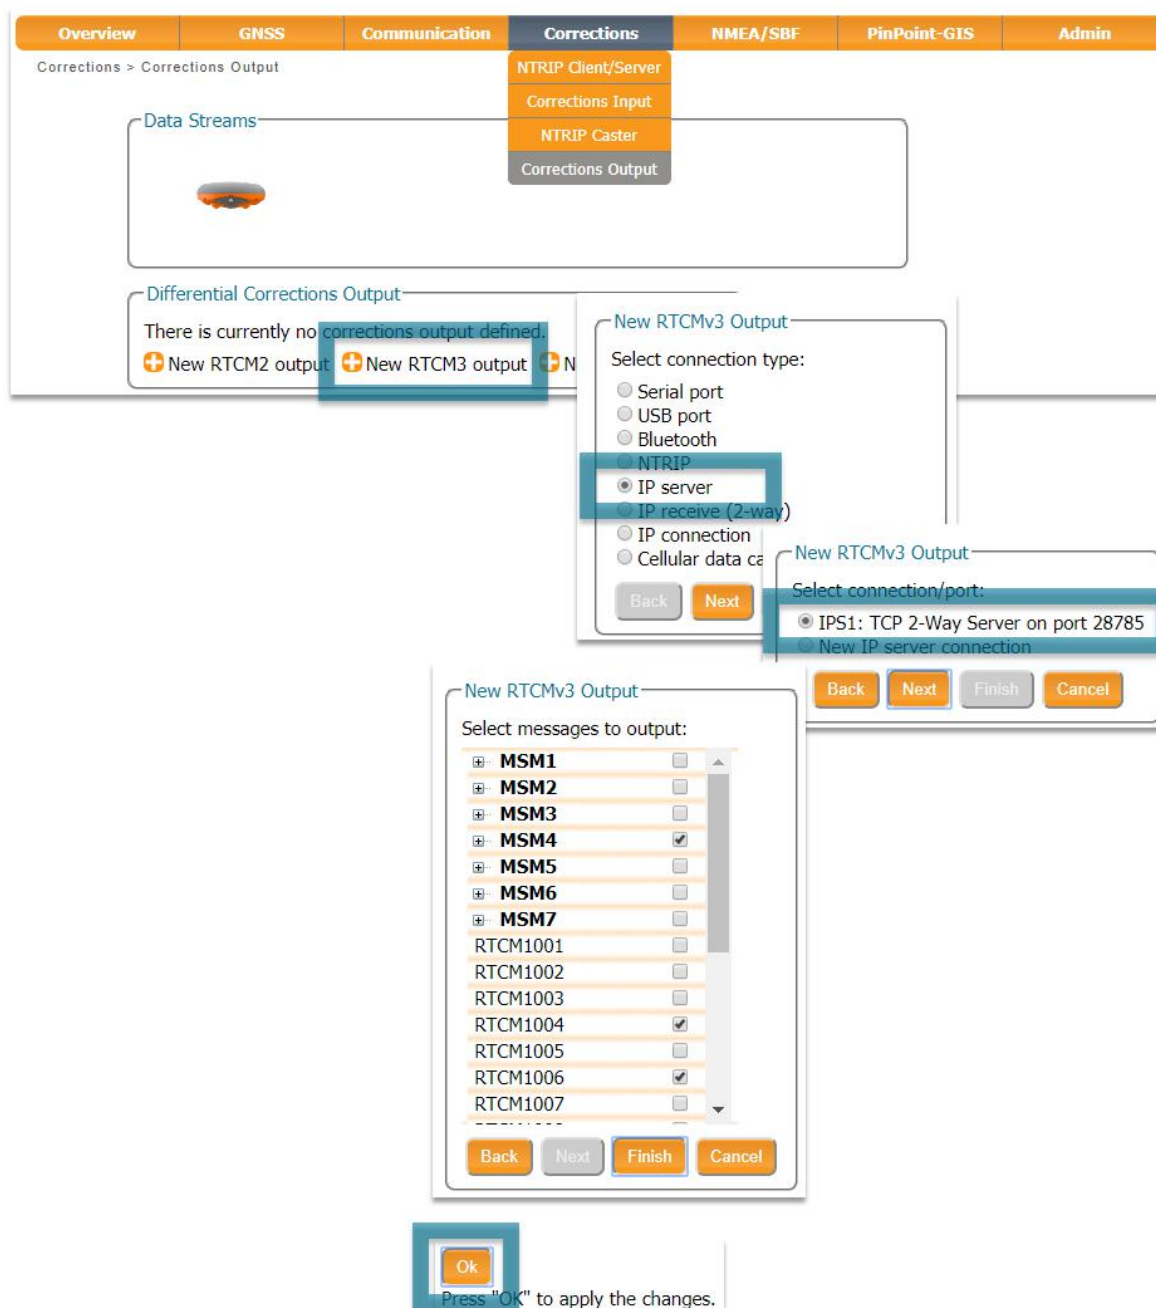 Overview GNSS Communication Corrections NMEA/SBF PinPoint-GIS Admin
Corrections > Corrections Output
NTRIP Client/Server
Corrections Input
NTRIP Caster
Corrections Output
Data Streams
Differential Corrections Output
There is currently no corrections output defined.
New RTCM2 output New RTCM3 output N
New RTCMv3 Output
Select connection type:
Serial port
USB port
Bluetooth
NTRIP
IP server
IP receive (2-way)
IP connection
Cellular data ca
Back Next
New RTCMv3 Output
Select connection/port:
IPS1: TCP 2-Way Server on port 28785
New IP server connection
Back Next Finish Cancel
New RTCMv3 Output
Select messages to output:
MSM1
MSM2
MSM3
MSM4
MSM5
MSM6
MSM7
RTCM1001
RTCM1002
RTCM1003
RTCM1004
RTCM1005
RTCM1006
RTCM1007
Back Next Finish Cancel
Ok
Press "OK" to apply the changes.